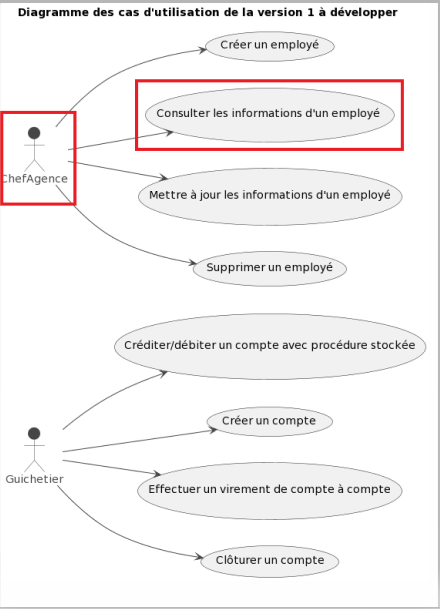 Diagramme des cas d'utilisation de la version 1 à développer
Créer un employé
Consulter les informations d'un employé
ChefAgence
Mettre à jour les informations d'un employé
Supprimer un employé
Créditer/débiter un compte avec procédure stockée
Créer un compte
Guichetier
Effectuer un virement de compte à compte
Clôturer un compte